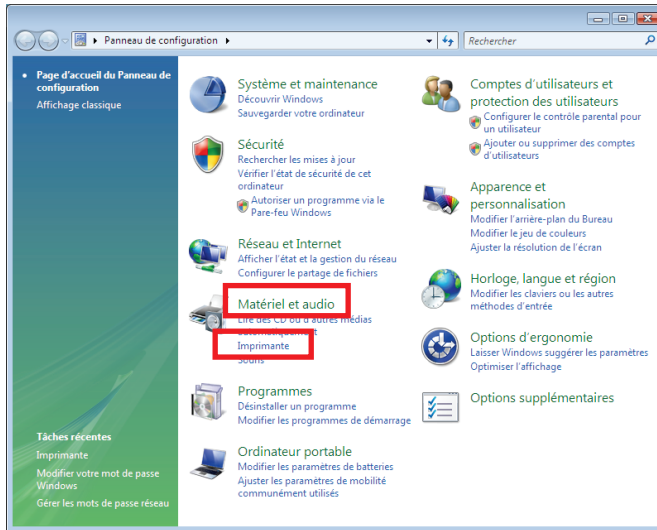 Panneau de configuration
Rechercher
Page d'accueil du Panneau de
configuration
Affichage classique
Tâches récentes
Imprimante
Modifier votre mot de passe
Windows
Gérer les mots de passe réseau
Système et maintenance
Découvrir Windows
Sauvegarder votre ordinateur
Sécurité
Rechercher les mises à jour
Vérifier l'état de sécurité de cet
ordinateur
Autoriser un programme via le
Pare-feu Windows
Réseau et Internet
Afficher l'état et la gestion du réseau
Configurer le partage de fichiers
Matériel et audio
Lire des CD ou d'autres médias
automatiquement
Imprimante
Souris
Programmes
Désinstaller un programme
Modifier les programmes de démarrage
Ordinateur portable
Modifier les paramètres de batteries
Ajuster les paramètres de mobilité
communément utilisés
Comptes d'utilisateurs et
protection des utilisateurs
Configurer le contrôle parental pour
un utilisateur
Ajouter ou supprimer des comptes
d'utilisateurs
Apparence et
personnalisation
Modifier l'arrière-plan du Bureau
Modifier le jeu de couleurs
Ajuster la résolution de l'écran
Horloge, langue et région
Modifier les claviers ou les autres
méthodes d'entrée
Options d'ergonomie
Laisser Windows suggérer les paramètres
Optimiser l'affichage
Options supplémentaires